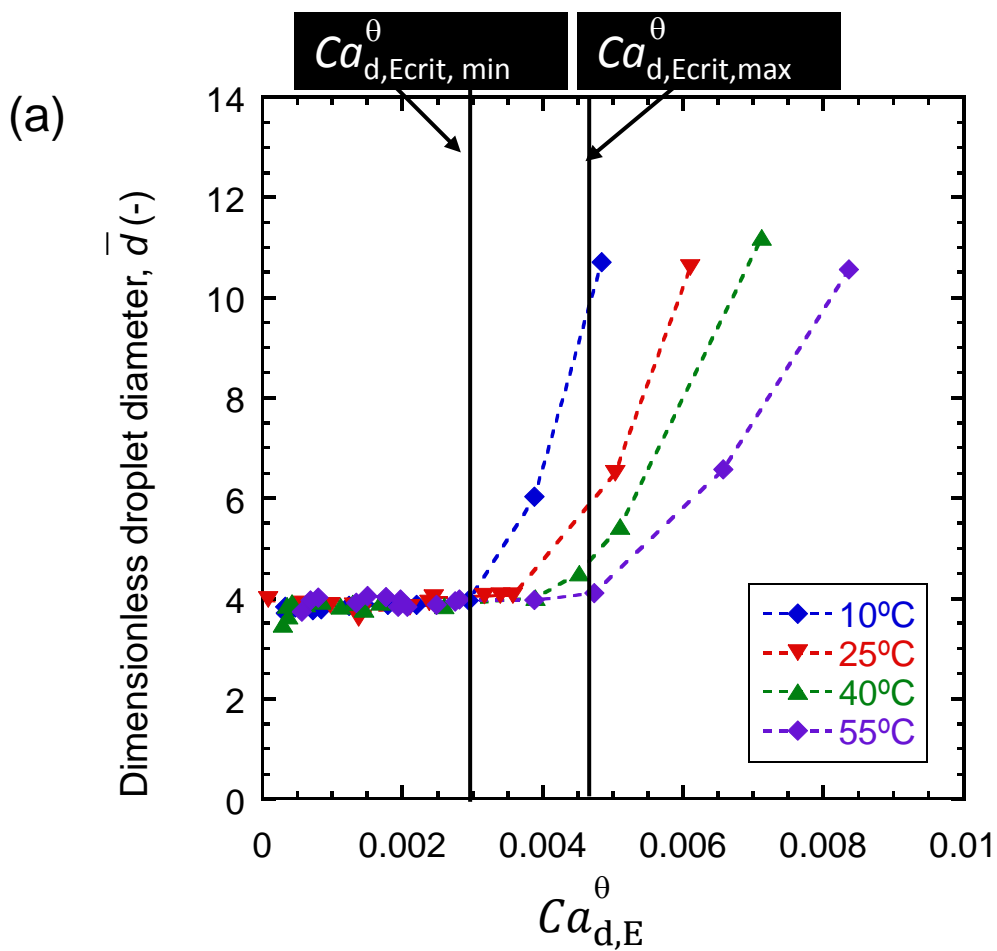 Ca^θ_d,Ecrit, min
Ca^θ_d,Ecrit,max
(a)
Dimensionless droplet diameter, d̅ (-)
14
12
10
8
6
4
2
0
10ºC
25ºC
40ºC
55ºC
0 0.002 0.004 0.006 0.008 0.01
Ca^θ_d,E